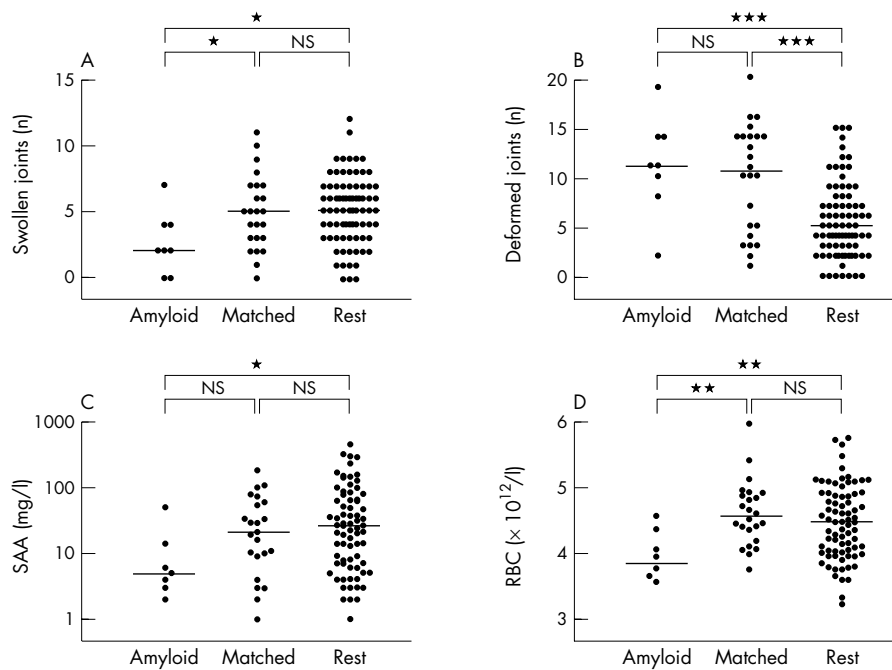 ★
★ NS
A
15
10
5
0
Swollen joints (n)
Amyloid Matched Rest
★★★
NS ★★★
B
20
15
10
5
0
Deformed joints (n)
Amyloid Matched Rest
★
NS NS
C
1000
100
10
1
SAA (mg/l)
Amyloid Matched Rest
★★
★★ NS
D
6
5
4
3
RBC (× 10¹²/l)
Amyloid Matched Rest